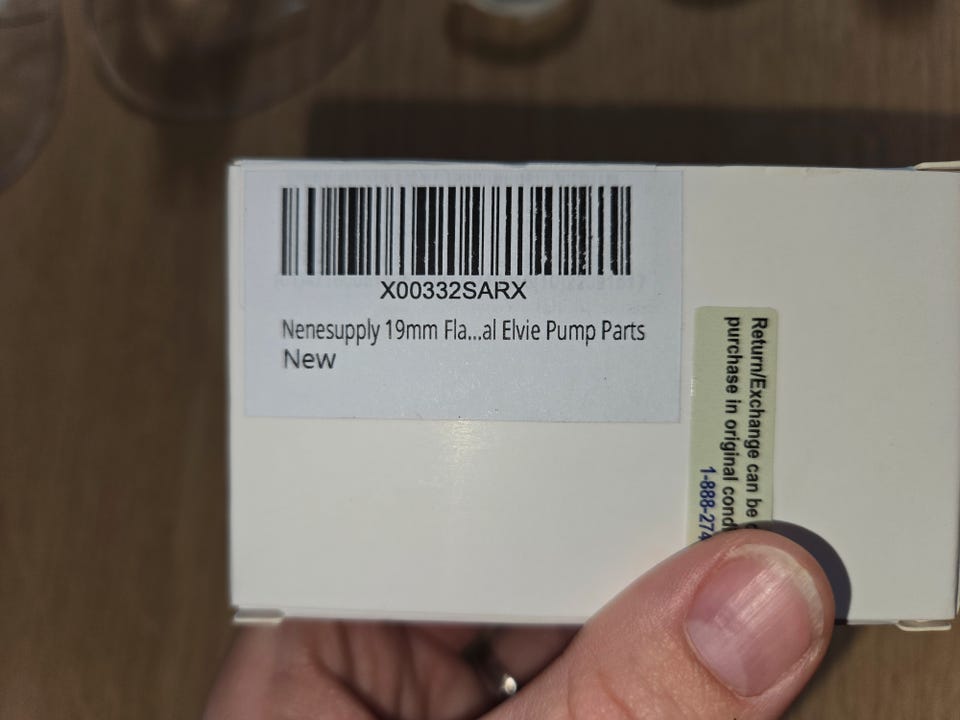 X00332SARX
Nenesupply 19mm Fla...al Elvie Pump Parts
New
Return/Exchange can be
purchase in original
1-888-274